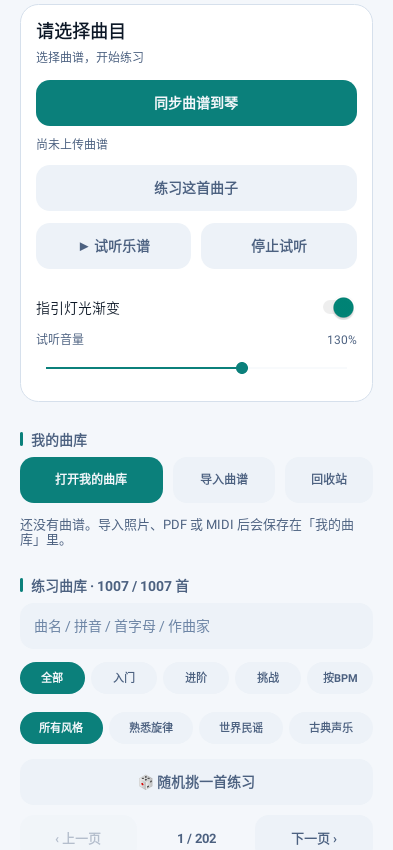 请选择曲目
选择曲谱，开始练习
同步曲谱到琴
尚未上传曲谱
练习这首曲子
► 试听乐谱
停止试听
指引灯光渐变
试听音量
130%
我的曲库
打开我的曲库
导入曲谱
回收站
还没有曲谱。导入照片、PDF 或 MIDI 后会保存在「我的曲
库」里。
练习曲库 · 1007 / 1007 首
曲名 / 拼音 / 首字母 / 作曲家
全部
入门
进阶
挑战
按BPM
所有风格
熟悉旋律
世界民谣
古典声乐
🎲 随机挑一首练习
‹ 上一页
1 / 202
下一页 ›